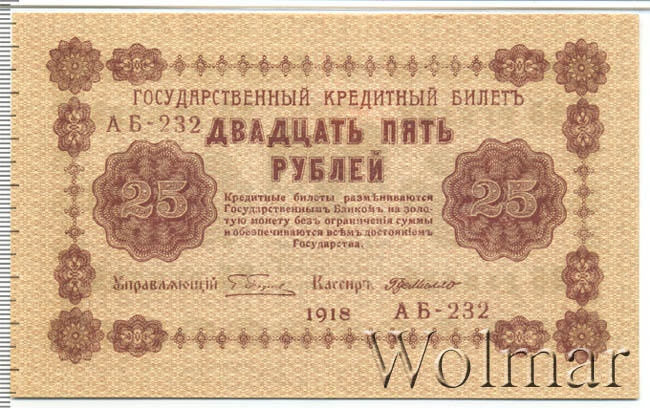 ГОСУДАРСТВЕННЫЙ КРЕДИТНЫЙ БИЛЕТЪ
АБ-232
ДВАДЦАТЬ ПЯТЬ
РУБЛЕЙ
25 25
Кредитные билеты размѣниваются
Государственнымъ Банкомъ на золо-
тую монету безъ ограниченія суммы
и обезпечиваются всѣмъ достояніемъ
Государства.
Управляющій Кассиръ
1918 АБ-232
Wolmar